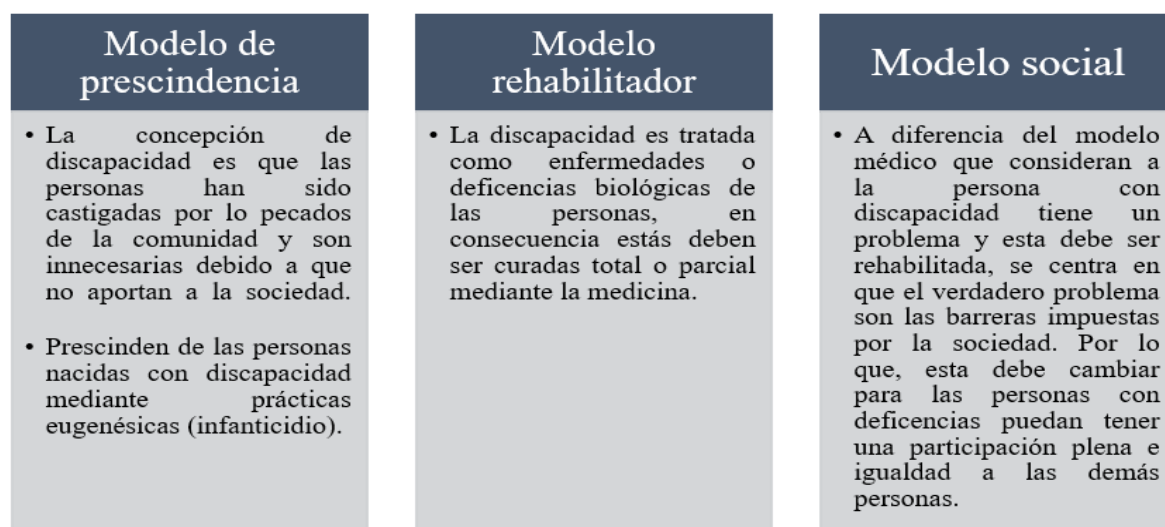 Modelo de
prescindencia
• La concepción de
discapacidad es que las
personas han sido
castigadas por lo pecados
de la comunidad y son
innecesarias debido a que
no aportan a la sociedad.
• Prescinden de las personas
nacidas con discapacidad
mediante prácticas
eugenésicas (infanticidio).
Modelo
rehabilitador
• La discapacidad es tratada
como enfermedades o
deficencias biológicas de
las personas, en
consecuencia estás deben
ser curadas total o parcial
mediante la medicina.
Modelo social
• A diferencia del modelo
médico que consideran a
la persona con
discapacidad tiene un
problema y esta debe ser
rehabilitada, se centra en
que el verdadero problema
son las barreras impuestas
por la sociedad. Por lo
que, esta debe cambiar
para las personas con
deficencias puedan tener
una participación plena e
igualdad a las demás
personas.